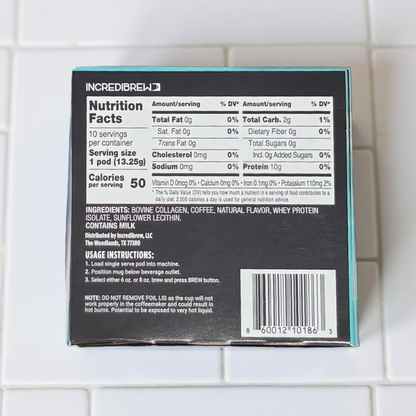 INCREDIBREW
Nutrition Facts
10 servings per container
Serving size
1 pod (13.25g)
Calories per serving 50
Amount/serving % DV*
Total Fat 0g 0%
Sat. Fat 0g 0%
Trans Fat 0g
Cholesterol 0mg 0%
Sodium 0mg 0%
Amount/serving % DV*
Total Carb. 2g 1%
Dietary Fiber 0g 0%
Total Sugars 0g
Incl. 0g Added Sugars 0%
Protein 10g 0%
Vitamin D 0mcg 0% • Calcium 0mg 0% • Iron 0.1mg 0% • Potassium 110mg 2%
* The % Daily Value (DV) tells you how much a nutrient in a serving of food contributes to a
daily diet. 2,000 calories a day is used for general nutrition advice.
INGREDIENTS: BOVINE COLLAGEN, COFFEE, NATURAL FLAVOR, WHEY PROTEIN
ISOLATE, SUNFLOWER LECITHIN.
CONTAINS MILK
Distributed by Incredibrew, LLC
The Woodlands, TX 77380
USAGE INSTRUCTIONS:
1. Load single serve pod into machine.
2. Position mug below beverage outlet.
3. Select either 6 oz. or 8 oz. brew and press BREW button.
NOTE: DO NOT REMOVE FOIL LID as the cup will not
work properly in the coffeemaker and could result in
hot burns. Potential to be exposed to very hot liquid.
8 60012 10186 3